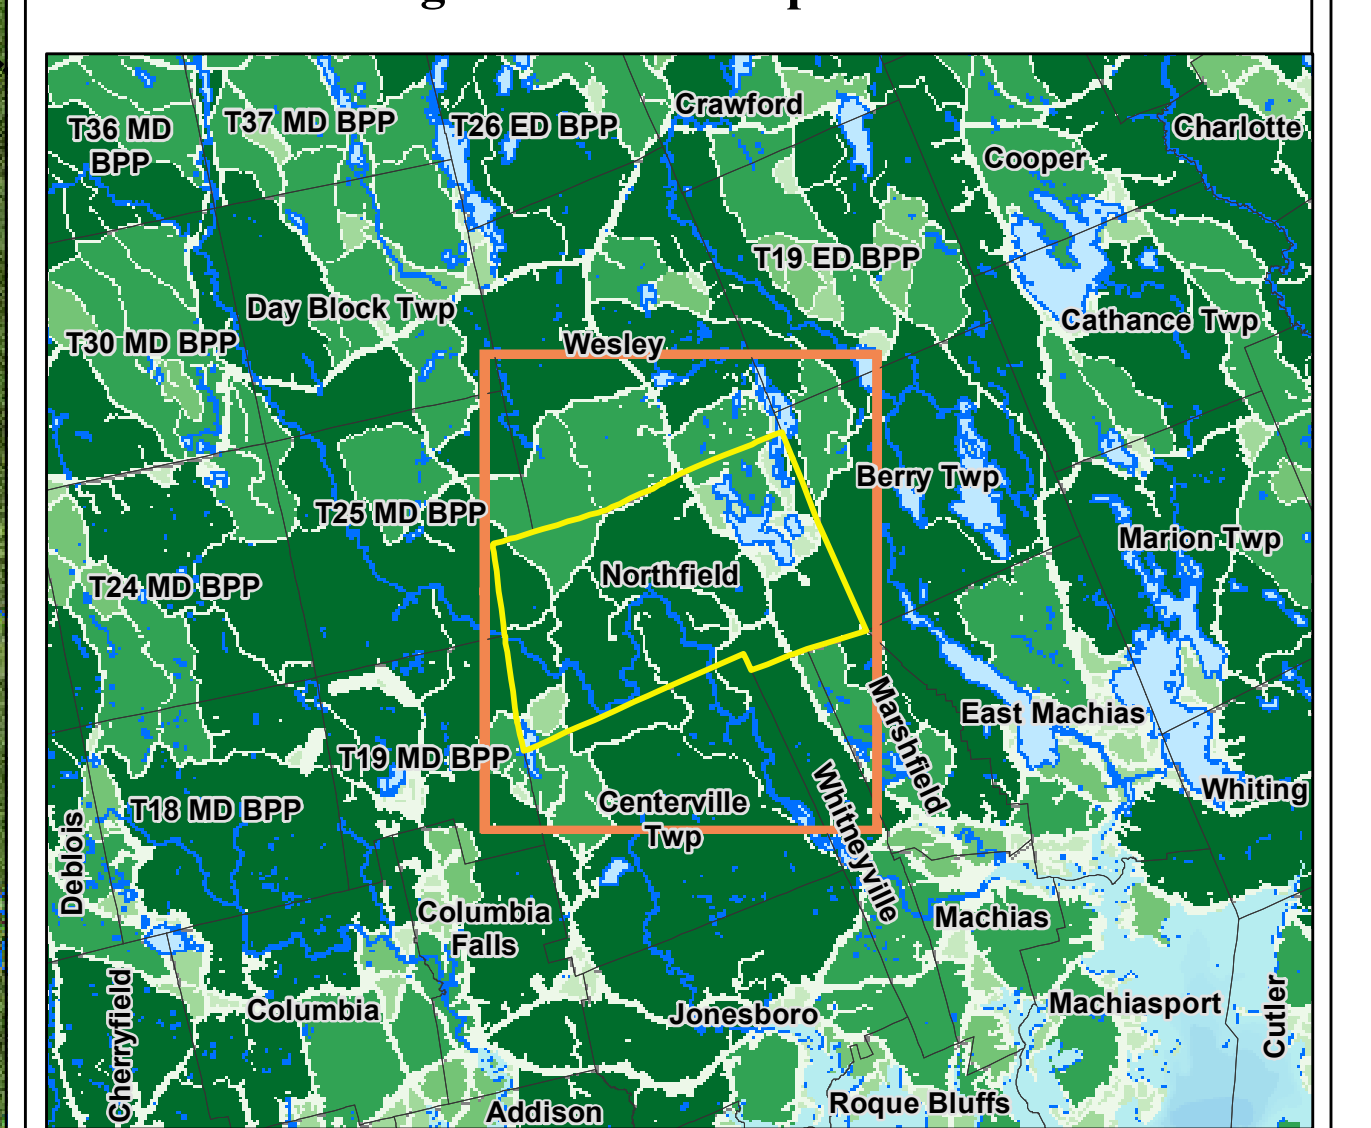 Crawford
T37 MD BPP
T26 ED BPP
T36 MD
BPP
Charlotte
Cooper
T19 ED BPP
Day Block Twp
Cathance Twp
T30 MD BPP
Wesley
Berry Twp
T25 MD BPP
Marion Twp
Northfield
T24 MD BPP
East Machias
Marshfield
T19 MD BPP
Whiting
Centerville
Twp
T18 MD BPP
Whitneyville
Deblois
Columbia
Falls
Machias
Machiasport
Columbia
Jonesboro
Cutler
Cherryfield
Roque Bluffs
Addison